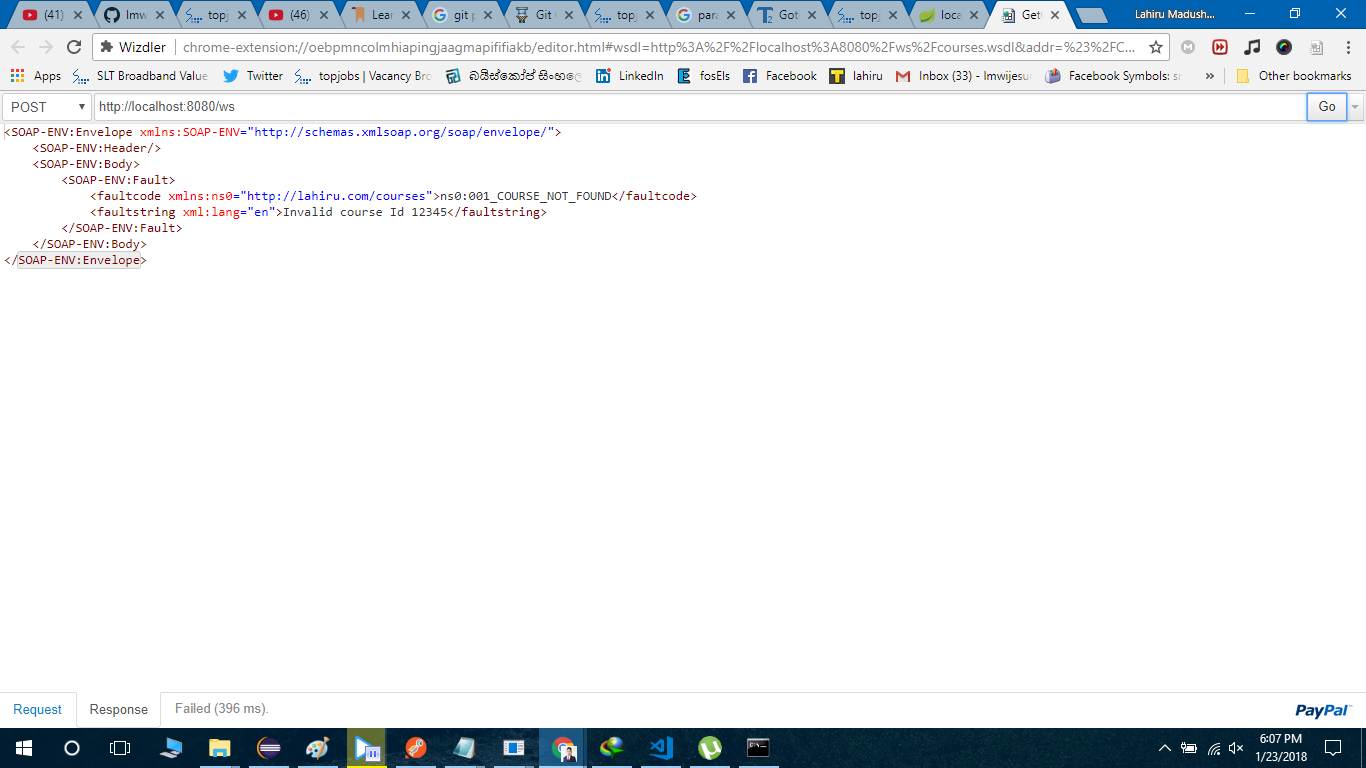 (41)
Imw
topj
(46)
Lear
git p
Git
topj
para
Got
topj
loca
Get
Lahiru Madush...
Wizdler chrome-extension://oebpmncolmhiapingjaagmapififiakb/editor.html#wsdl=http%3A%2F%2Flocalhost%3A8080%2Fws%2Fcourses.wsdl&addr=%23%2FC...
Apps SLT Broadband Value Twitter topjobs | Vacancy Bro බයිස්කෝප් සිංහලෙ LinkedIn fosEls Facebook lahiru Inbox (33) - Imwijesu Facebook Symbols: sr » Other bookmarks
POST http://localhost:8080/ws Go
<SOAP-ENV:Envelope xmlns:SOAP-ENV="http://schemas.xmlsoap.org/soap/envelope/">
<SOAP-ENV:Header/>
<SOAP-ENV:Body>
<SOAP-ENV:Fault>
<faultcode xmlns:ns0="http://lahiru.com/courses">ns0:001_COURSE_NOT_FOUND</faultcode>
<faultstring xml:lang="en">Invalid course Id 12345</faultstring>
</SOAP-ENV:Fault>
</SOAP-ENV:Body>
</SOAP-ENV:Envelope>
Request Response Failed (396 ms). PayPal
6:07 PM
1/23/2018